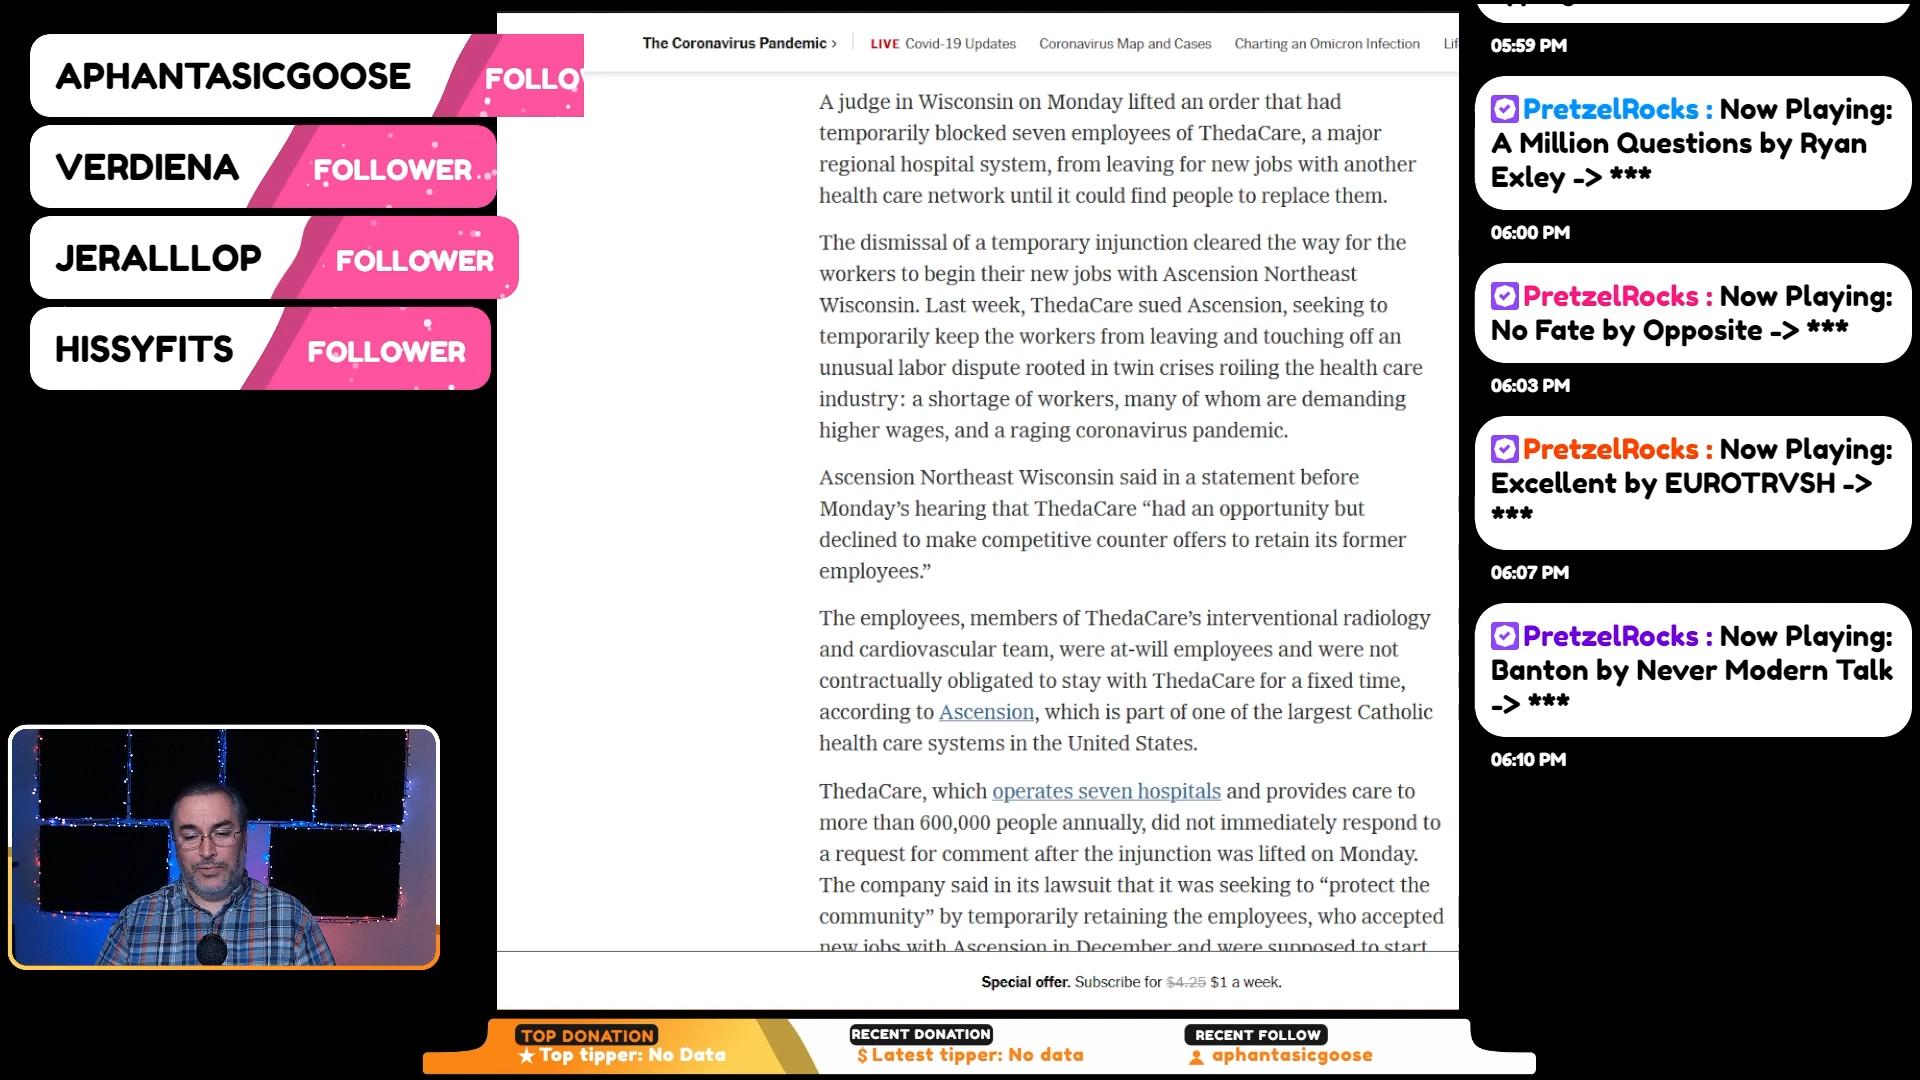 APHANTASICGOOSE
FOLLO
VERDIENA
FOLLOWER
JERALLLOP
FOLLOWER
HISSYFITS
FOLLOWER
The Coronavirus Pandemic ›
LIVE Covid-19 Updates
Coronavirus Map and Cases
Charting an Omicron Infection
A judge in Wisconsin on Monday lifted an order that had
temporarily blocked seven employees of ThedaCare, a major
regional hospital system, from leaving for new jobs with another
health care network until it could find people to replace them.
The dismissal of a temporary injunction cleared the way for the
workers to begin their new jobs with Ascension Northeast
Wisconsin. Last week, ThedaCare sued Ascension, seeking to
temporarily keep the workers from leaving and touching off an
unusual labor dispute rooted in twin crises roiling the health care
industry: a shortage of workers, many of whom are demanding
higher wages, and a raging coronavirus pandemic.
Ascension Northeast Wisconsin said in a statement before
Monday’s hearing that ThedaCare “had an opportunity but
declined to make competitive counter offers to retain its former
employees.”
The employees, members of ThedaCare’s interventional radiology
and cardiovascular team, were at-will employees and were not
contractually obligated to stay with ThedaCare for a fixed time,
according to Ascension, which is part of one of the largest Catholic
health care systems in the United States.
ThedaCare, which operates seven hospitals and provides care to
more than 600,000 people annually, did not immediately respond to
a request for comment after the injunction was lifted on Monday.
The company said in its lawsuit that it was seeking to “protect the
community” by temporarily retaining the employees, who accepted
new jobs with Ascension in December and were supposed to start
Special offer. Subscribe for $4.25 $1 a week.
05:59 PM
PretzelRocks : Now Playing:
A Million Questions by Ryan
Exley -> ***
06:00 PM
PretzelRocks : Now Playing:
No Fate by Opposite -> ***
06:03 PM
PretzelRocks : Now Playing:
Excellent by EUROTRVSH ->
***
06:07 PM
PretzelRocks : Now Playing:
Banton by Never Modern Talk
-> ***
06:10 PM
TOP DONATION
★ Top tipper: No Data
RECENT DONATION
$ Latest tipper: No data
RECENT FOLLOW
aphantasicgoose